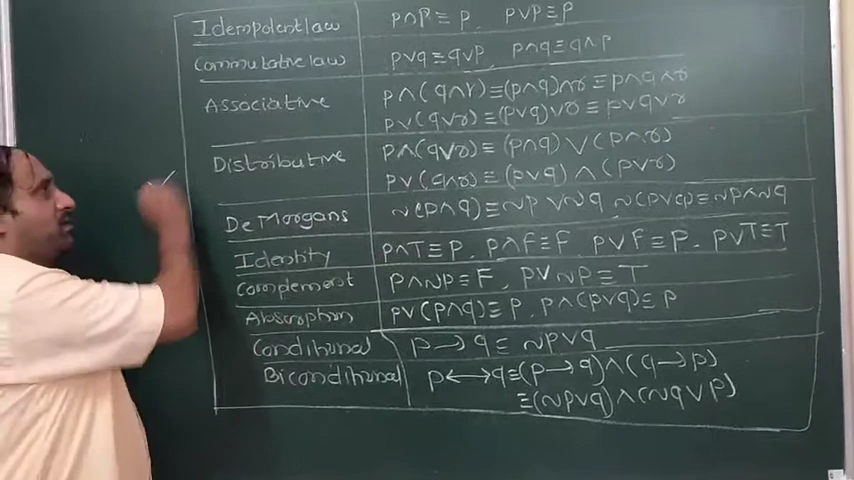 Idempotent law p∧p≡p. p∨p≡p
Commutative law p∨q≡q∨p p∧q≡q∧p
Associative p∧(q∧r)≡(p∧q)∧r≡p∧q∧r
p∨(q∨r)≡(p∨q)∨r≡p∨q∨r
Distributive p∧(q∨r)≡(p∧q)∨(p∧r)
p∨(q∧r)≡(p∨q)∧(p∨r)
De Morgans ~(p∧q)≡~p∨~q ~(p∨q)≡~p∧~q
Identity p∧T≡p. p∧F≡F p∨F≡p. p∨T≡T
Complement p∧~p≡F. p∨~p≡T
Absorption p∨(p∧q)≡p. p∧(p∨q)≡p
Conditional p→q≡~p∨q
Biconditional p↔q≡(p→q)∧(q→p)
≡(~p∨q)∧(~q∨p)